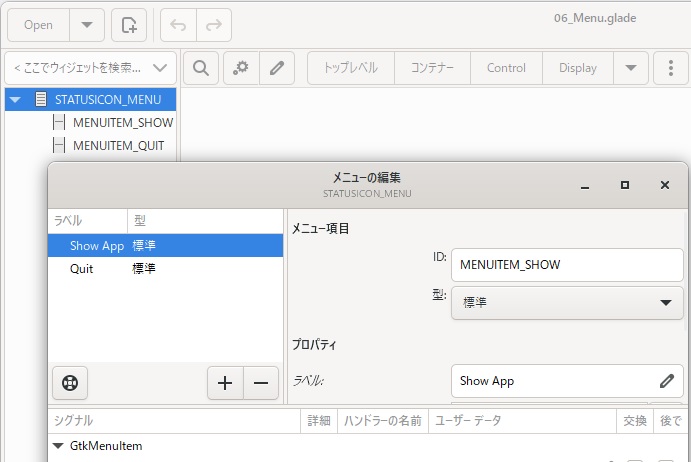 Open
06_Menu.glade
< ここでウィジェットを検索...
トップレベル
コンテナー
Control
Display
STATUSICON_MENU
MENUITEM_SHOW
MENUITEM_QUIT
メニューの編集
STATUSICON_MENU
ラベル 型
Show App 標準
Quit 標準
メニュー項目
ID: MENUITEM_SHOW
型: 標準
プロパティ
ラベル: Show App
シグナル 詳細 ハンドラーの名前 ユーザー データ 交換 後で
GtkMenuItem